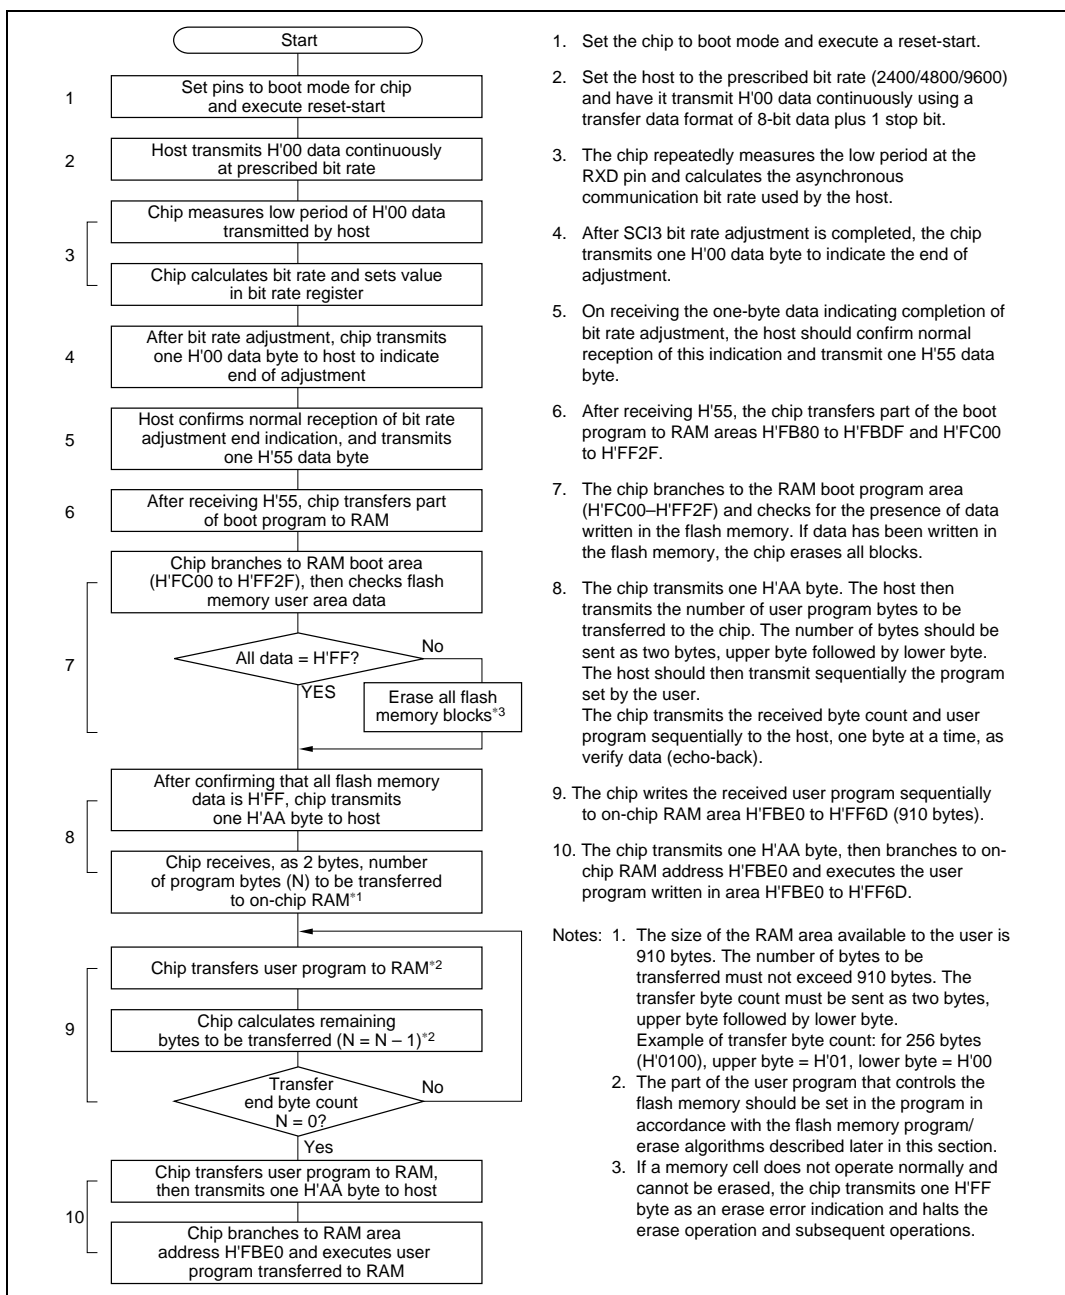 Start
1
Set pins to boot mode for chip
and execute reset-start
2
Host transmits H'00 data continuously
at prescribed bit rate
3
Chip measures low period of H'00 data
transmitted by host
Chip calculates bit rate and sets value
in bit rate register
4
After bit rate adjustment, chip transmits
one H'00 data byte to host to indicate
end of adjustment
5
Host confirms normal reception of bit rate
adjustment end indication, and transmits
one H'55 data byte
6
After receiving H'55, chip transfers part
of boot program to RAM
7
Chip branches to RAM boot area
(H'FC00 to H'FF2F), then checks flash
memory user area data
All data = H'FF?
No
YES
Erase all flash
memory blocks*3
8
After confirming that all flash memory
data is H'FF, chip transmits
one H'AA byte to host
Chip receives, as 2 bytes, number
of program bytes (N) to be transferred
to on-chip RAM*1
9
Chip transfers user program to RAM*2
Chip calculates remaining
bytes to be transferred (N = N – 1)*2
Transfer
end byte count
N = 0?
No
Yes
10
Chip transfers user program to RAM,
then transmits one H'AA byte to host
Chip branches to RAM area
address H'FBE0 and executes user
program transferred to RAM
1. Set the chip to boot mode and execute a reset-start.
2. Set the host to the prescribed bit rate (2400/4800/9600)
and have it transmit H'00 data continuously using a
transfer data format of 8-bit data plus 1 stop bit.
3. The chip repeatedly measures the low period at the
RXD pin and calculates the asynchronous
communication bit rate used by the host.
4. After SCI3 bit rate adjustment is completed, the chip
transmits one H'00 data byte to indicate the end of
adjustment.
5. On receiving the one-byte data indicating completion of
bit rate adjustment, the host should confirm normal
reception of this indication and transmit one H'55 data
byte.
6. After receiving H'55, the chip transfers part of the boot
program to RAM areas H'FB80 to H'FBDF and H'FC00
to H'FF2F.
7. The chip branches to the RAM boot program area
(H'FC00–H'FF2F) and checks for the presence of data
written in the flash memory. If data has been written in
the flash memory, the chip erases all blocks.
8. The chip transmits one H'AA byte. The host then
transmits the number of user program bytes to be
transferred to the chip. The number of bytes should be
sent as two bytes, upper byte followed by lower byte.
The host should then transmit sequentially the program
set by the user.
The chip transmits the received byte count and user
program sequentially to the host, one byte at a time, as
verify data (echo-back).
9. The chip writes the received user program sequentially
to on-chip RAM area H'FBE0 to H'FF6D (910 bytes).
10. The chip transmits one H'AA byte, then branches to on-
chip RAM address H'FBE0 and executes the user
program written in area H'FBE0 to H'FF6D.
Notes: 1. The size of the RAM area available to the user is
910 bytes. The number of bytes to be
transferred must not exceed 910 bytes. The
transfer byte count must be sent as two bytes,
upper byte followed by lower byte.
Example of transfer byte count: for 256 bytes
(H'0100), upper byte = H'01, lower byte = H'00
2. The part of the user program that controls the
flash memory should be set in the program in
accordance with the flash memory program/
erase algorithms described later in this section.
3. If a memory cell does not operate normally and
cannot be erased, the chip transmits one H'FF
byte as an erase error indication and halts the
erase operation and subsequent operations.